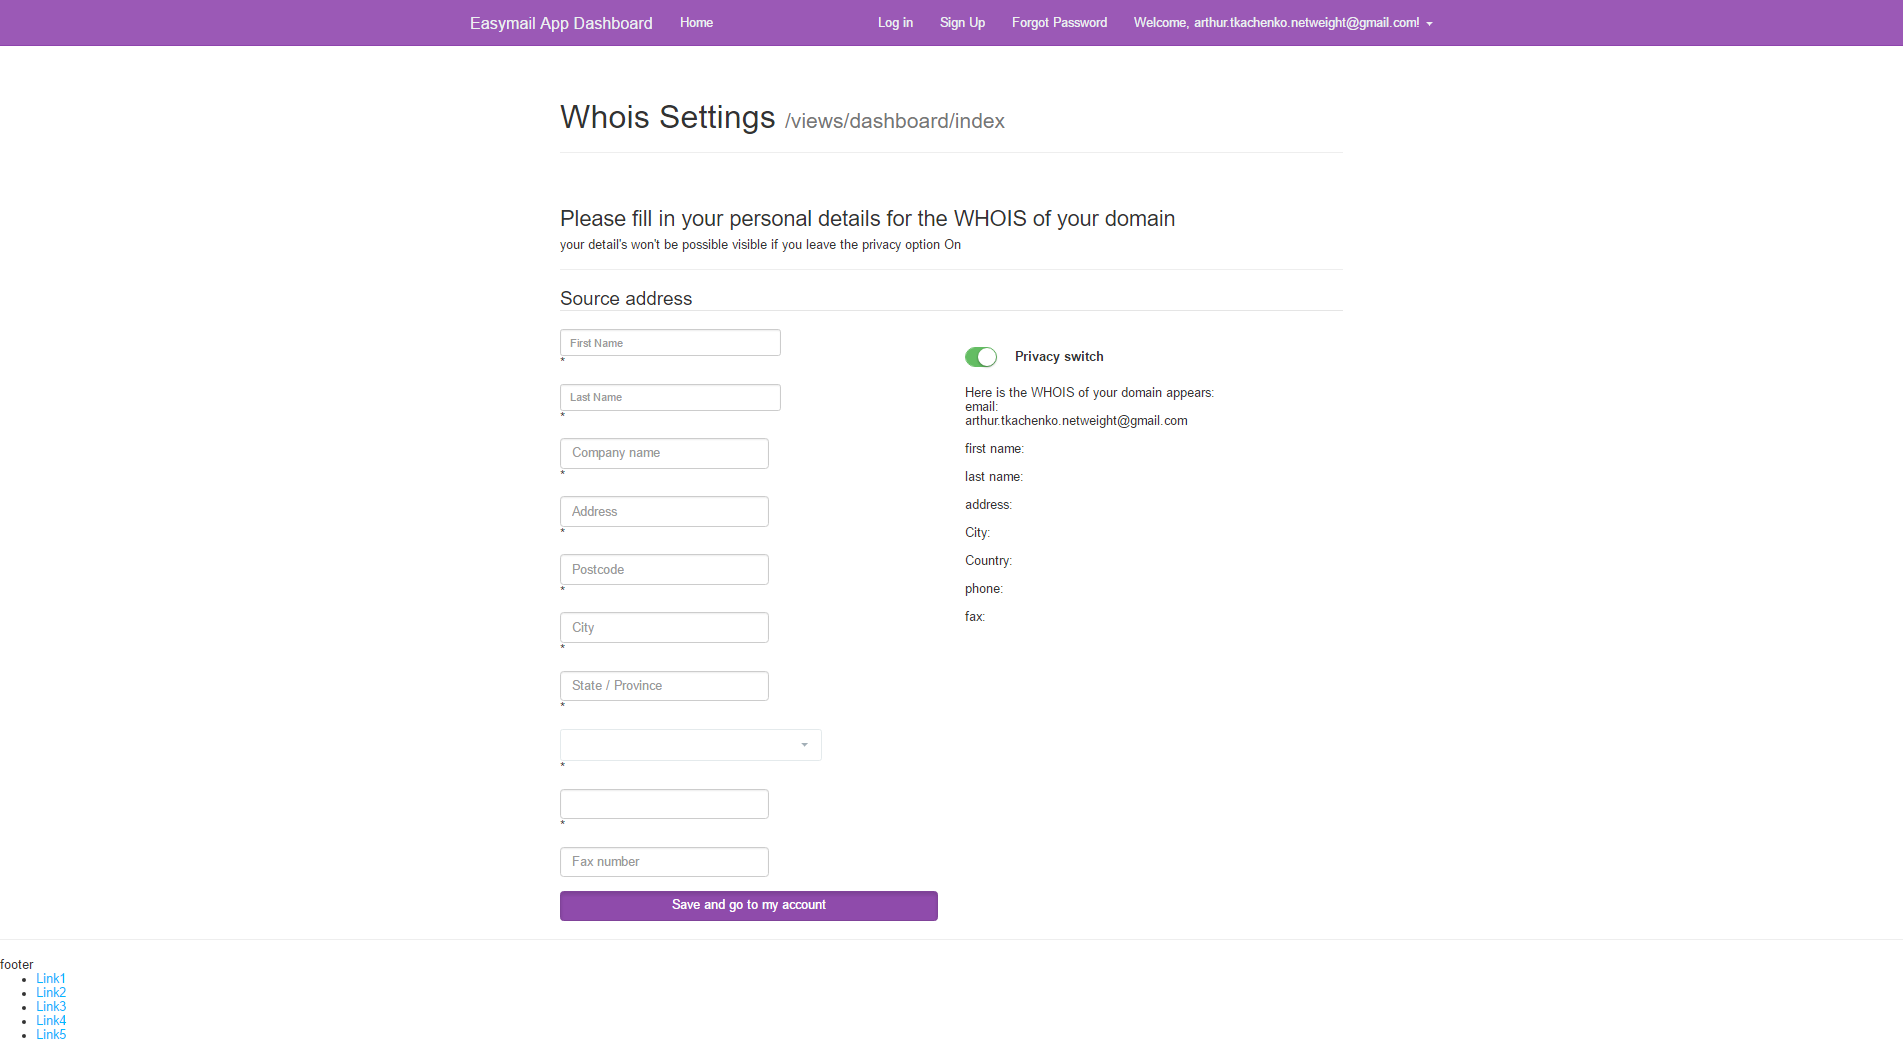 Easymail App Dashboard Home Log in Sign Up Forgot Password Welcome, arthur.tkachenko.netweight@gmail.com!
Whois Settings /views/dashboard/index
Please fill in your personal details for the WHOIS of your domain
your detail's won't be possible visible if you leave the privacy option On
Source address
First Name
*
Last Name
*
Company name
*
Address
*
Postcode
*
City
*
State / Province
*
*
*
Fax number
Save and go to my account
Privacy switch
Here is the WHOIS of your domain appears:
email:
arthur.tkachenko.netweight@gmail.com
first name:
last name:
address:
City:
Country:
phone:
fax:
footer
Link1
Link2
Link3
Link4
Link5